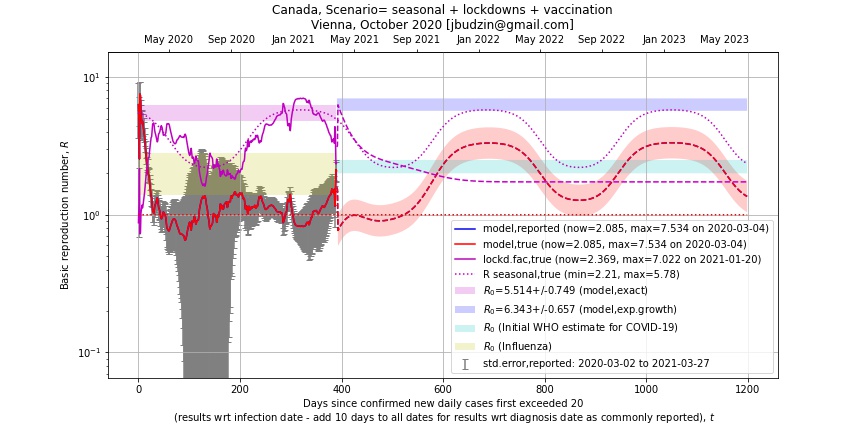 Canada, Scenario= seasonal + lockdowns + vaccination
Vienna, October 2020 [jbudzin@gmail.com]
May 2020 Sep 2020 Jan 2021 May 2021 Sep 2021 Jan 2022 May 2022 Sep 2022 Jan 2023 May 2023
Basic reproduction number, R
10¹
10⁰
10⁻¹
model,reported (now=2.085, max=7.534 on 2020-03-04)
model,true (now=2.085, max=7.534 on 2020-03-04)
lockd.fac,true (now=2.369, max=7.022 on 2021-01-20)
R seasonal,true (min=2.21, max=5.78)
R₀=5.514+/-0.749 (model,exact)
R₀=6.343+/-0.657 (model,exp.growth)
R₀ (Initial WHO estimate for COVID-19)
R₀ (Influenza)
std.error,reported: 2020-03-02 to 2021-03-27
0 200 400 600 800 1000 1200
Days since confirmed new daily cases first exceeded 20
(results wrt infection date - add 10 days to all dates for results wrt diagnosis date as commonly reported), t